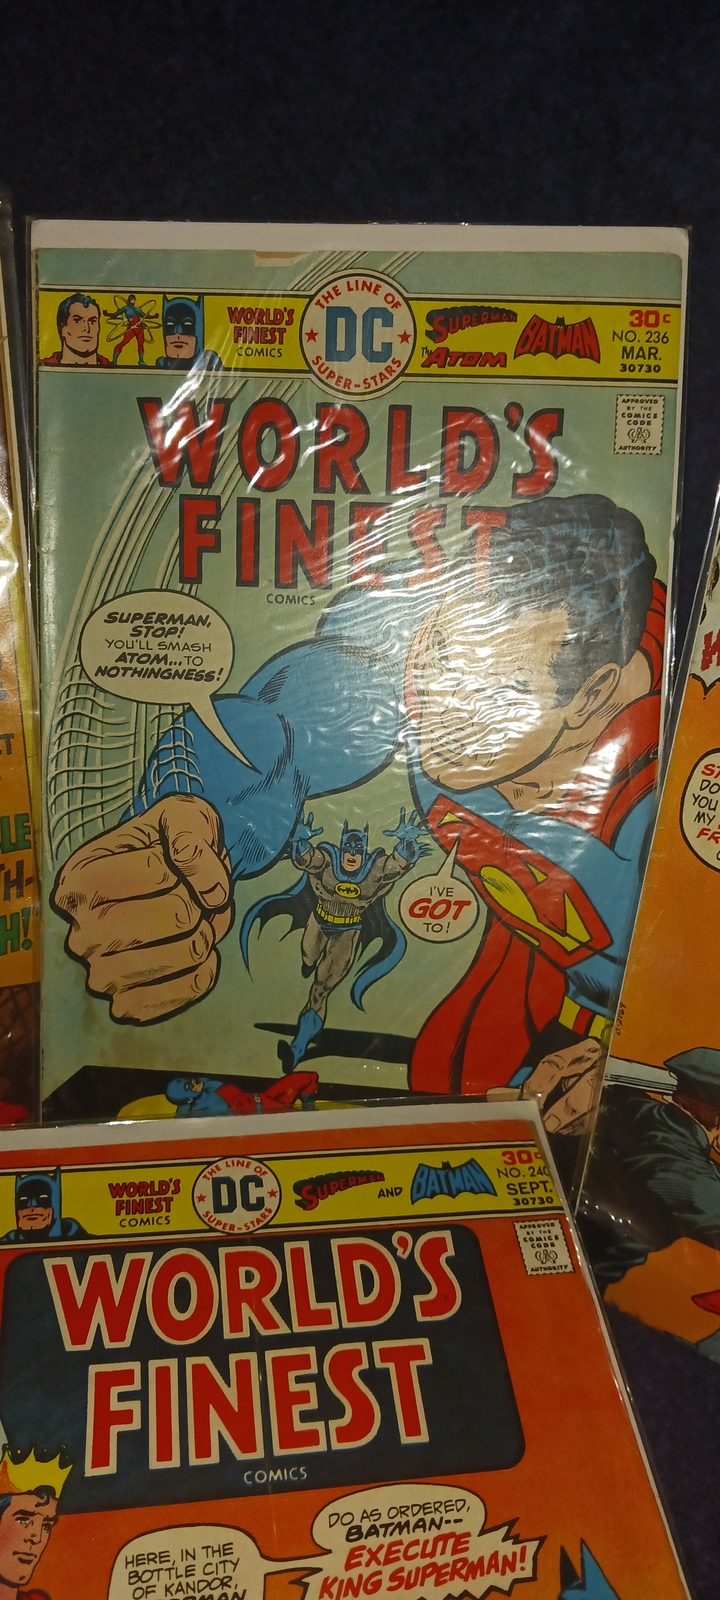 WORLD'S
FINEST
COMICS
THE LINE OF
DC
SUPER-STARS
SUPERMAN
THE ATOM
BATMAN
30¢
NO. 236
MAR.
30730
APPROVED
BY THE
COMICS
CODE
AUTHORITY
WORLD'S
FINEST
COMICS
SUPERMAN,
STOP!
YOU'LL SMASH
ATOM...TO
NOTHINGNESS!
I'VE
GOT
TO!
WORLD'S
FINEST
COMICS
THE LINE OF
DC
SUPER-STARS
SUPERMAN
AND
BATMAN
30¢
NO. 240
SEPT.
30730
APPROVED
BY THE
COMICS
CODE
AUTHORITY
WORLD'S
FINEST
COMICS
HERE, IN THE
BOTTLE CITY
OF KANDOR,
DO AS ORDERED,
BATMAN--
EXECUTE
KING SUPERMAN!